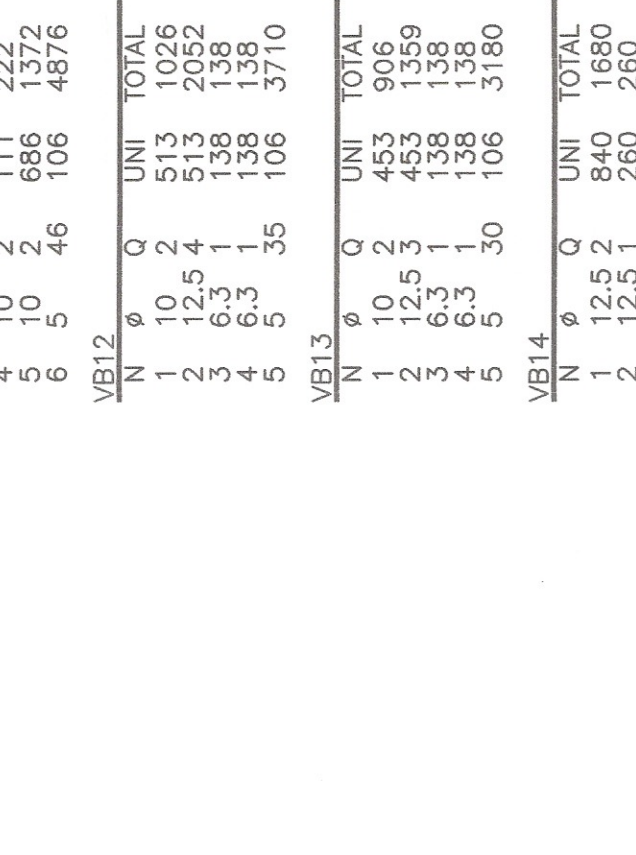 4 10 2 111 222
5 10 2 686 1372
6 5 46 106 4876
VB12
N ø Q UNI TOTAL
1 10 2 513 1026
2 12.5 4 513 2052
3 6.3 1 138 138
4 6.3 1 138 138
5 5 35 106 3710
VB13
N ø Q UNI TOTAL
1 10 2 453 906
2 12.5 3 453 1359
3 6.3 1 138 138
4 6.3 1 138 138
5 5 30 106 3180
VB14
N ø Q UNI TOTAL
1 12.5 2 840 1680
2 12.5 1 260 260